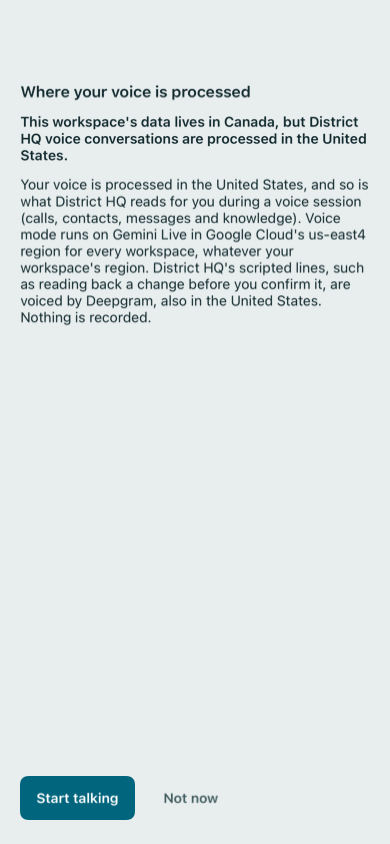 Where your voice is processed
This workspace's data lives in Canada, but District
HQ voice conversations are processed in the United
States.
Your voice is processed in the United States, and so is
what District HQ reads for you during a voice session
(calls, contacts, messages and knowledge). Voice
mode runs on Gemini Live in Google Cloud's us-east4
region for every workspace, whatever your
workspace's region. District HQ's scripted lines, such
as reading back a change before you confirm it, are
voiced by Deepgram, also in the United States.
Nothing is recorded.
Start talking
Not now